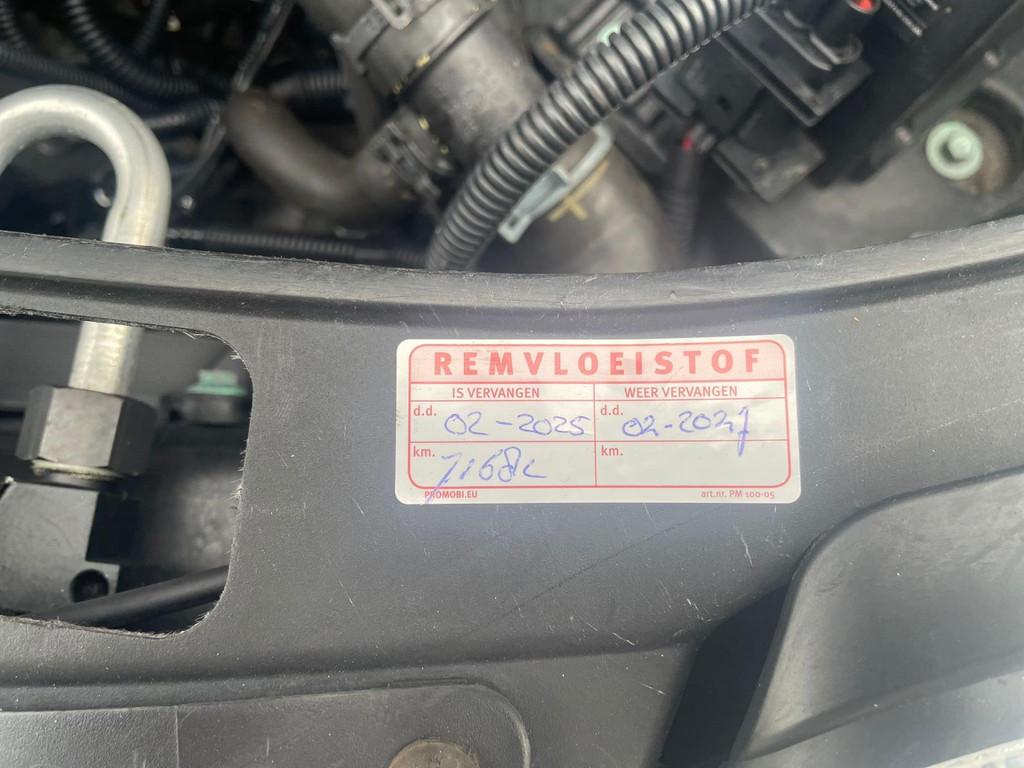 REMVLOEISTOF
IS VERVANGEN WEER VERVANGEN
d.d. 02-2025 d.d. 02-2027
km. km.
PROMOBI.EU art.nr. PM 100-05